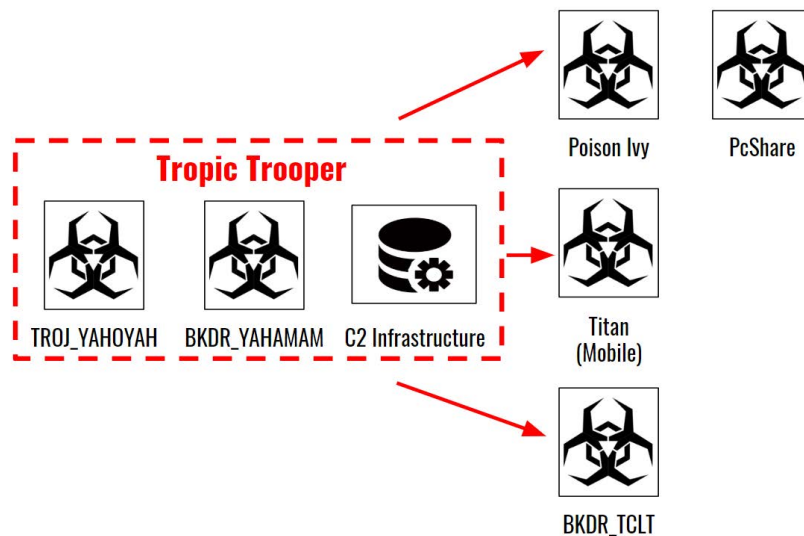 Poison Ivy
PcShare
Tropic Trooper
TROJ_YAHOYAH
BKDR_YAHAMAM
C2 Infrastructure
Titan
(Mobile)
BKDR_TCLT